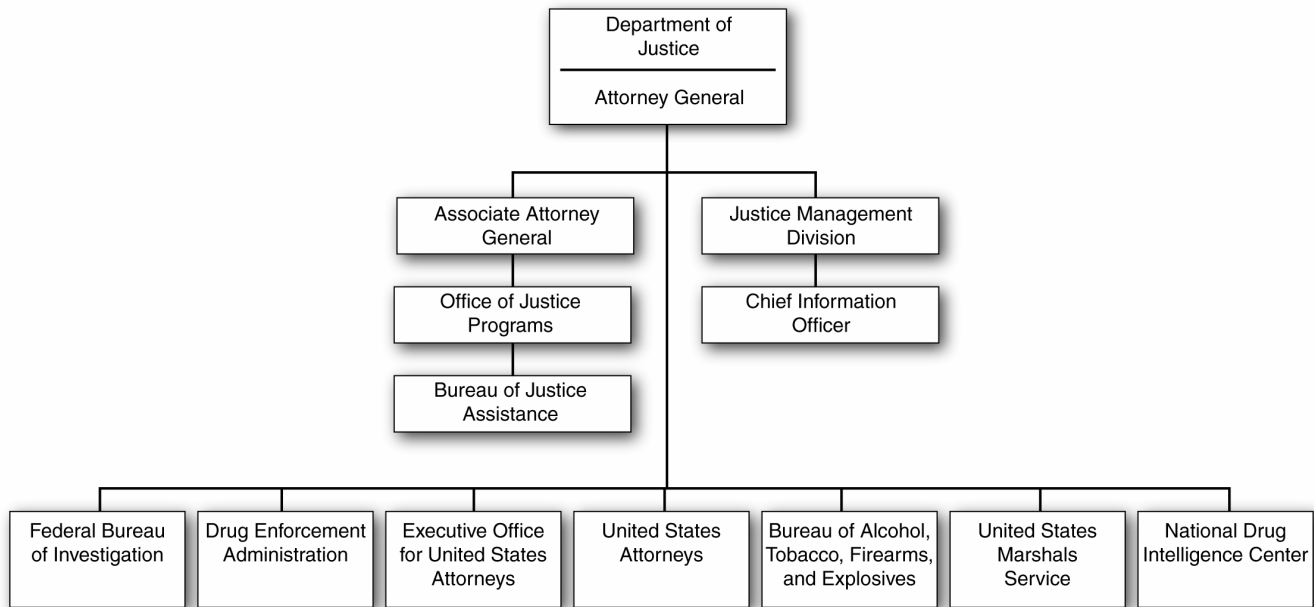 Department of
Justice
Attorney General
Associate Attorney
General
Justice Management
Division
Office of Justice
Programs
Chief Information
Officer
Bureau of Justice
Assistance
Federal Bureau
of Investigation
Drug Enforcement
Administration
Executive Office
for United States
Attorneys
United States
Attorneys
Bureau of Alcohol,
Tobacco, Firearms,
and Explosives
United States
Marshals
Service
National Drug
Intelligence Center